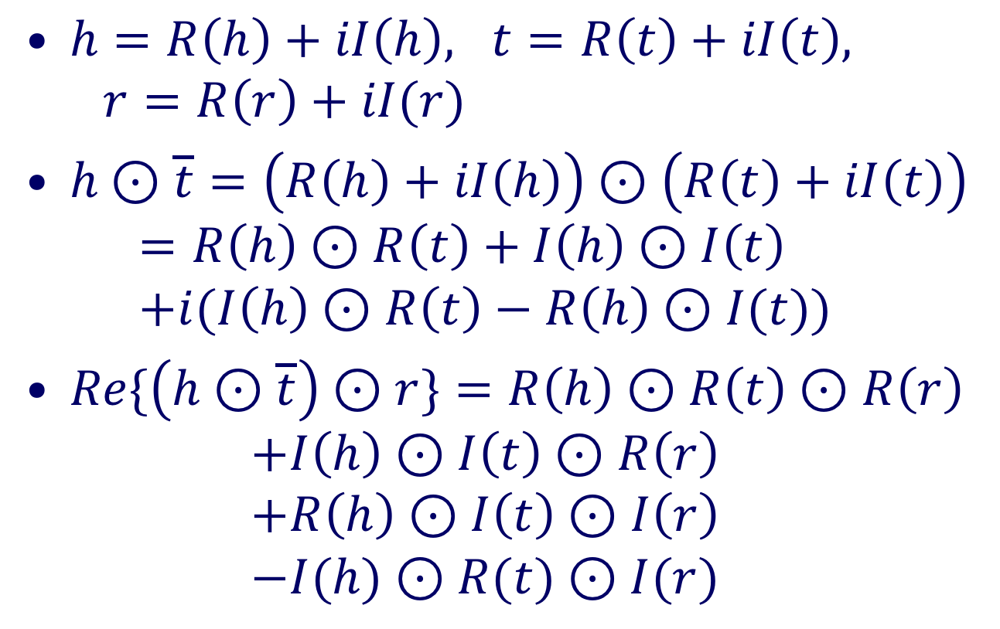 • h = R(h) + iI(h), t = R(t) + iI(t),
r = R(r) + iI(r)
• h ⊙ t̅ = (R(h) + iI(h)) ⊙ (R(t) + iI(t))
= R(h) ⊙ R(t) + I(h) ⊙ I(t)
+i(I(h) ⊙ R(t) − R(h) ⊙ I(t))
• Re{(h ⊙ t̅) ⊙ r} = R(h) ⊙ R(t) ⊙ R(r)
+I(h) ⊙ I(t) ⊙ R(r)
+R(h) ⊙ I(t) ⊙ I(r)
−I(h) ⊙ R(t) ⊙ I(r)